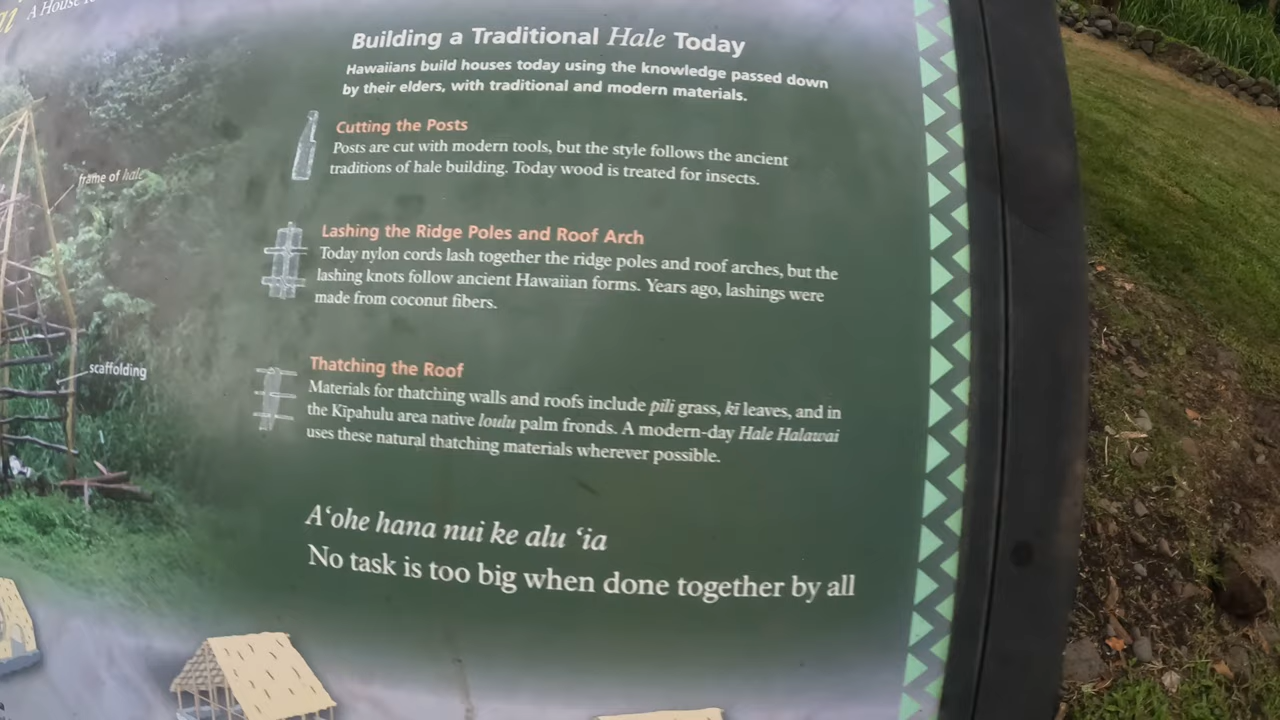 A House
Building a Traditional Hale Today
Hawaiians build houses today using the knowledge passed down
by their elders, with traditional and modern materials.
Cutting the Posts
Posts are cut with modern tools, but the style follows the ancient
traditions of hale building. Today wood is treated for insects.
frame of hale
Lashing the Ridge Poles and Roof Arch
Today nylon cords lash together the ridge poles and roof arches, but the
lashing knots follow ancient Hawaiian forms. Years ago, lashings were
made from coconut fibers.
scaffolding
Thatching the Roof
Materials for thatching walls and roofs include pili grass, kī leaves, and in
the Kīpahulu area native loulu palm fronds. A modern-day Hale Halawai
uses these natural thatching materials wherever possible.
A‘ohe hana nui ke alu ‘ia
No task is too big when done together by all